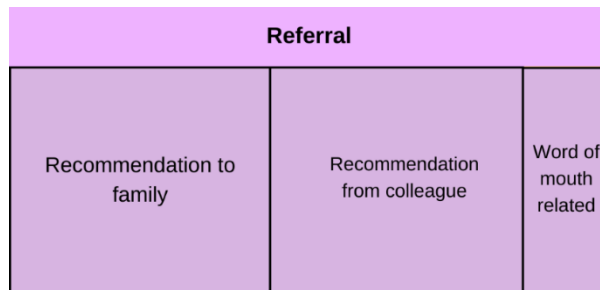 Referral
Recommendation to
family
Recommendation
from colleague
Word of
mouth
related